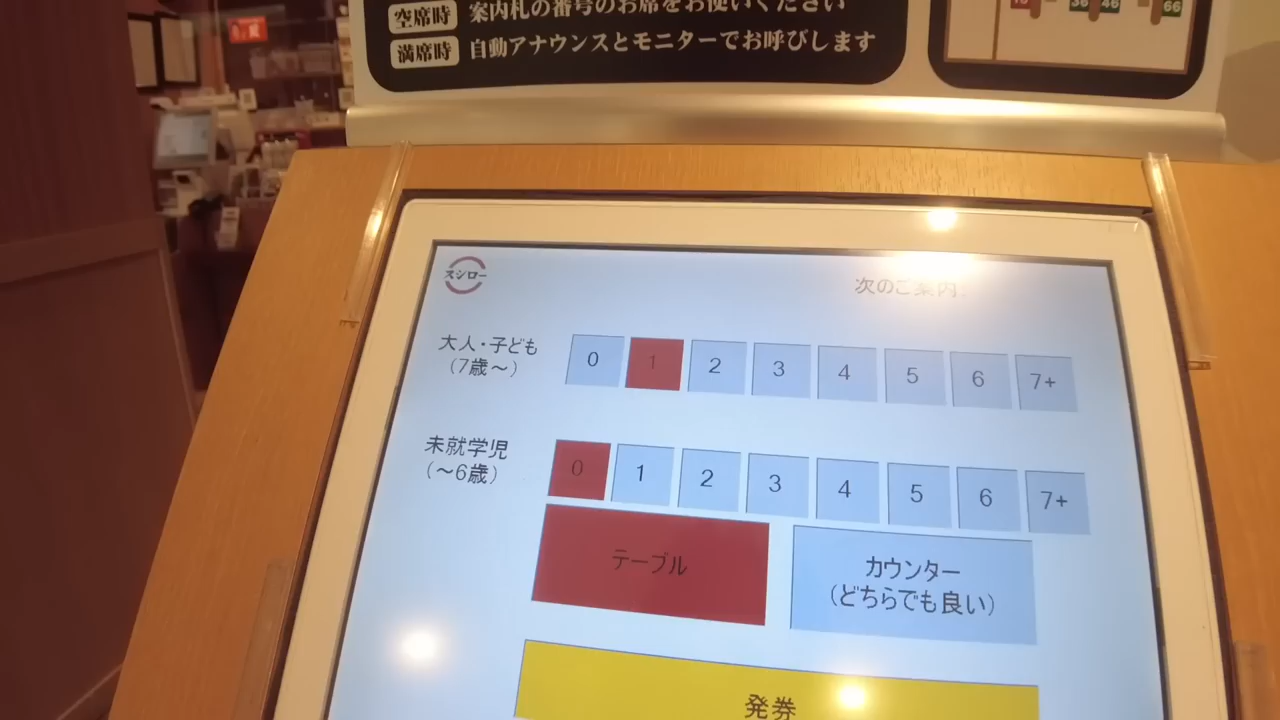 空席時 案内札の番号のお席をお使いください
満席時 自動アナウンスとモニターでお呼びします
36 46
66
スシロー
次のご案内:
大人・子ども
(7歳～)
0 1 2 3 4 5 6 7+
未就学児
(～6歳)
0 1 2 3 4 5 6 7+
テーブル
カウンター
(どちらでも良い)
発券